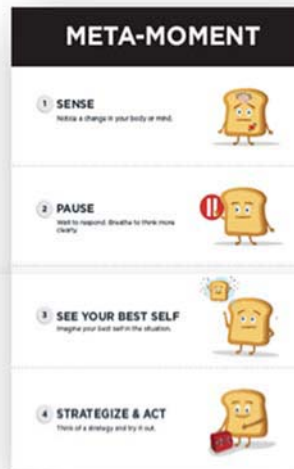 META-MOMENT
1 SENSE
Notice a change in your body or mind.
2 PAUSE
Wait to respond. Breathe to think more
clearly.
3 SEE YOUR BEST SELF
Imagine your best self in the situation.
4 STRATEGIZE & ACT
Think of a strategy and try it out.